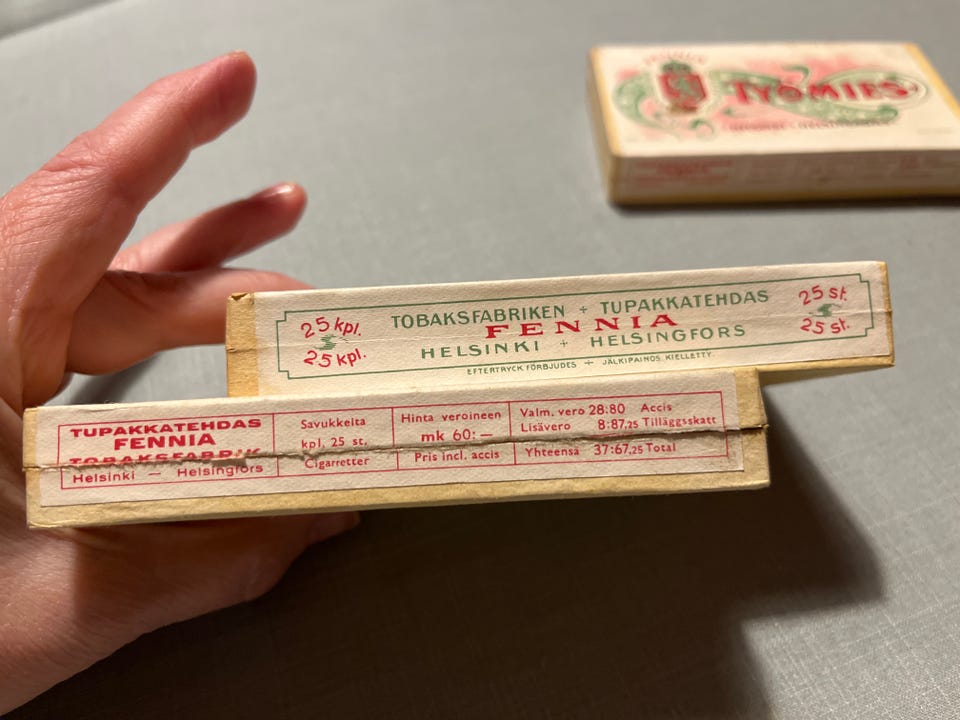 TYÖMIES
25 kpl.
25 kpl.
TOBAKSFABRIKEN + TUPAKKATEHDAS
FENNIA
HELSINKI + HELSINGFORS
EFTERTRYCK FÖRBJUDES + JÄLKIPAINOS KIELLETTY.
25 st.
25 st.
TUPAKKATEHDAS
FENNIA
TOBAKSFABRIK
Helsinki — Helsingfors
Savukkeita
kpl. 25 st.
Cigarretter
Hinta veroineen
mk 60:—
Pris incl. accis
Valm. vero 28:80 Accis
Lisävero 8:87,25 Tilläggsskatt
Yhteensä 37:67,25 Total